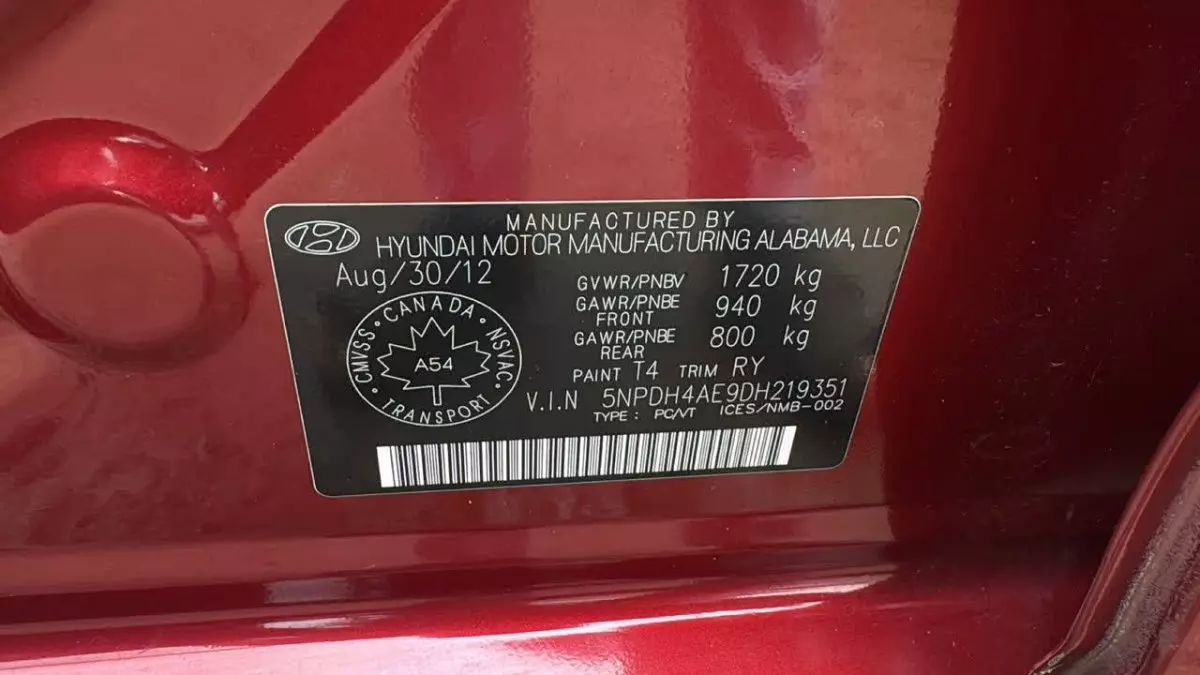 MANUFACTURED BY
HYUNDAI MOTOR MANUFACTURING ALABAMA, LLC
Aug/30/12
GVWR/PNBV 1720 kg
GAWR/PNBE FRONT 940 kg
GAWR/PNBE REAR 800 kg
PAINT T4 TRIM RY
V.I.N 5NPDH4AE9DH219351
TYPE: PC/VT ICES/NMB-002
CMVSS · CANADA · NSVAC
A54
· TRANSPORT ·